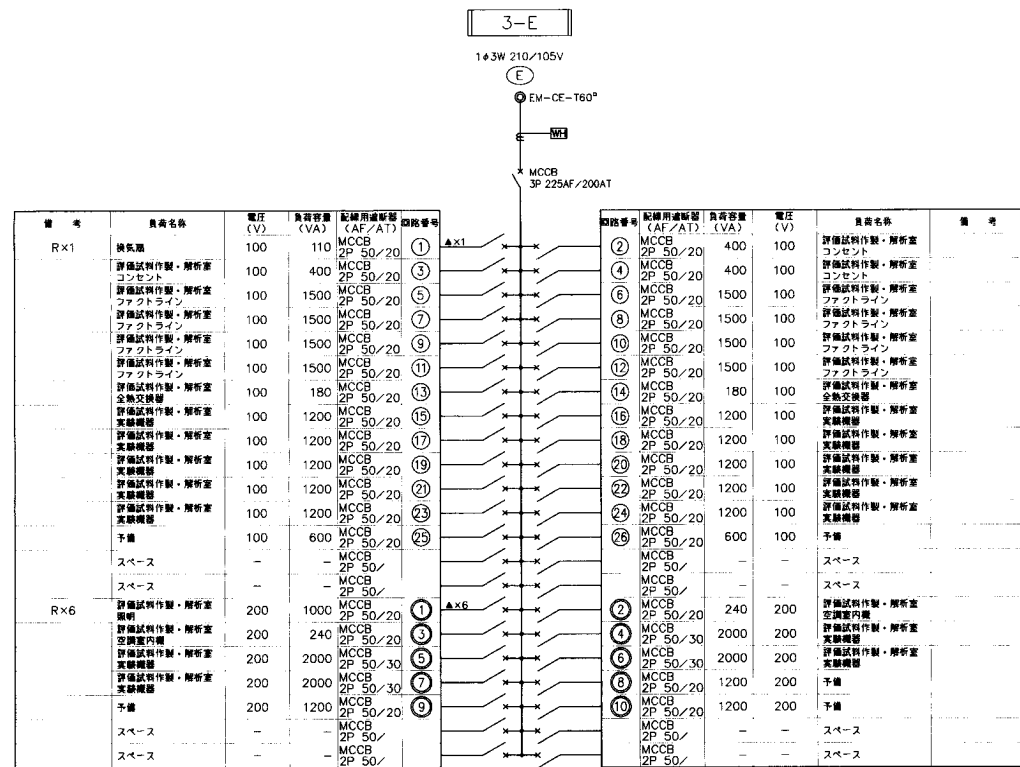 3-E
1φ3W 210/105V
E
EM-CE-T60°
WH
MCCB
3P 225AF/200AT
備 考 負荷名称 電圧(V) 負荷容量(VA) 配線用遮断器(AF/AT) 回路番号 回路番号 配線用遮断器(AF/AT) 負荷容量(VA) 電圧(V) 負荷名称 備 考
R×1 換気扇 100 110 MCCB 2P 50/20 ① ▲×1 ② MCCB 2P 50/20 400 100 評価試料作製・解析室 コンセント
評価試料作製・解析室 コンセント 100 400 MCCB 2P 50/20 ③ ④ MCCB 2P 50/20 400 100 評価試料作製・解析室 コンセント
評価試料作製・解析室 ファクトライン 100 1500 MCCB 2P 50/20 ⑤ ⑥ MCCB 2P 50/20 1500 100 評価試料作製・解析室 ファクトライン
評価試料作製・解析室 ファクトライン 100 1500 MCCB 2P 50/20 ⑦ ⑧ MCCB 2P 50/20 1500 100 評価試料作製・解析室 ファクトライン
評価試料作製・解析室 ファクトライン 100 1500 MCCB 2P 50/20 ⑨ ⑩ MCCB 2P 50/20 1500 100 評価試料作製・解析室 ファクトライン
評価試料作製・解析室 ファクトライン 100 1500 MCCB 2P 50/20 ⑪ ⑫ MCCB 2P 50/20 1500 100 評価試料作製・解析室 ファクトライン
評価試料作製・解析室 全熱交換器 100 180 MCCB 2P 50/20 ⑬ ⑭ MCCB 2P 50/20 180 100 評価試料作製・解析室 全熱交換器
評価試料作製・解析室 実験機器 100 1200 MCCB 2P 50/20 ⑮ ⑯ MCCB 2P 50/20 1200 100 評価試料作製・解析室 実験機器
評価試料作製・解析室 実験機器 100 1200 MCCB 2P 50/20 ⑰ ⑱ MCCB 2P 50/20 1200 100 評価試料作製・解析室 実験機器
評価試料作製・解析室 実験機器 100 1200 MCCB 2P 50/20 ⑲ ⑳ MCCB 2P 50/20 1200 100 評価試料作製・解析室 実験機器
評価試料作製・解析室 実験機器 100 1200 MCCB 2P 50/20 ㉑ ㉒ MCCB 2P 50/20 1200 100 評価試料作製・解析室 実験機器
評価試料作製・解析室 実験機器 100 1200 MCCB 2P 50/20 ㉓ ㉔ MCCB 2P 50/20 1200 100 評価試料作製・解析室 実験機器
予備 100 600 MCCB 2P 50/20 ㉕ ㉖ MCCB 2P 50/20 600 100 予備
スペース - - MCCB 2P 50/ MCCB 2P 50/ - - スペース
スペース - - MCCB 2P 50/ MCCB 2P 50/ - - スペース
R×6 評価試料作製・解析室 照明 200 1000 MCCB 2P 50/20 ① ▲×6 ② MCCB 2P 50/20 240 200 評価試料作製・解析室 空調室内機
評価試料作製・解析室 空調室内機 200 240 MCCB 2P 50/20 ③ ④ MCCB 2P 50/30 2000 200 評価試料作製・解析室 実験機器
評価試料作製・解析室 実験機器 200 2000 MCCB 2P 50/30 ⑤ ⑥ MCCB 2P 50/30 2000 200 評価試料作製・解析室 実験機器
評価試料作製・解析室 実験機器 200 2000 MCCB 2P 50/30 ⑦ ⑧ MCCB 2P 50/20 1200 200 予備
予備 200 1200 MCCB 2P 50/20 ⑨ ⑩ MCCB 2P 50/20 1200 200 予備
スペース - - MCCB 2P 50/ MCCB 2P 50/ - - スペース
スペース - - MCCB 2P 50/ MCCB 2P 50/ - - スペース